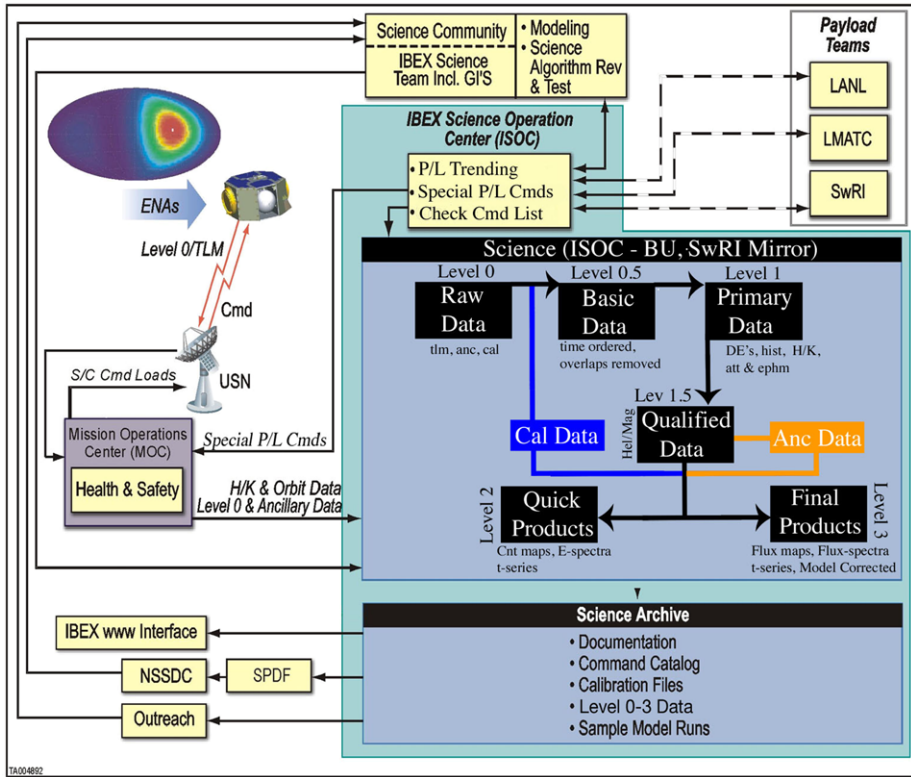 Science Community
IBEX Science
Team Incl. GI'S
• Modeling
• Science
Algorithm Rev
& Test
Payload
Teams
LANL
LMATC
SwRI
IBEX Science Operation
Center (ISOC)
• P/L Trending
• Special P/L Cmds
• Check Cmd List
ENAs
Level 0/TLM
Cmd
USN
S/C Cmd Loads
Mission Operations
Center (MOC)
Health & Safety
Special P/L Cmds
H/K & Orbit Data
Level 0 & Ancillary Data
Science (ISOC - BU, SwRI Mirror)
Level 0
Raw
Data
tlm, anc, cal
Level 0.5
Basic
Data
time ordered,
overlaps removed
Level 1
Primary
Data
DE's, hist, H/K,
att & ephm
Lev 1.5
Hel/Mag
Qualified
Data
Cal Data
Anc Data
Level 2
Quick
Products
Cnt maps, E-spectra
t-series
Final
Products
Level 3
Flux maps, Flux-spectra
t-series, Model Corrected
Science Archive
• Documentation
• Command Catalog
• Calibration Files
• Level 0-3 Data
• Sample Model Runs
IBEX www Interface
NSSDC
SPDF
Outreach
TA004892